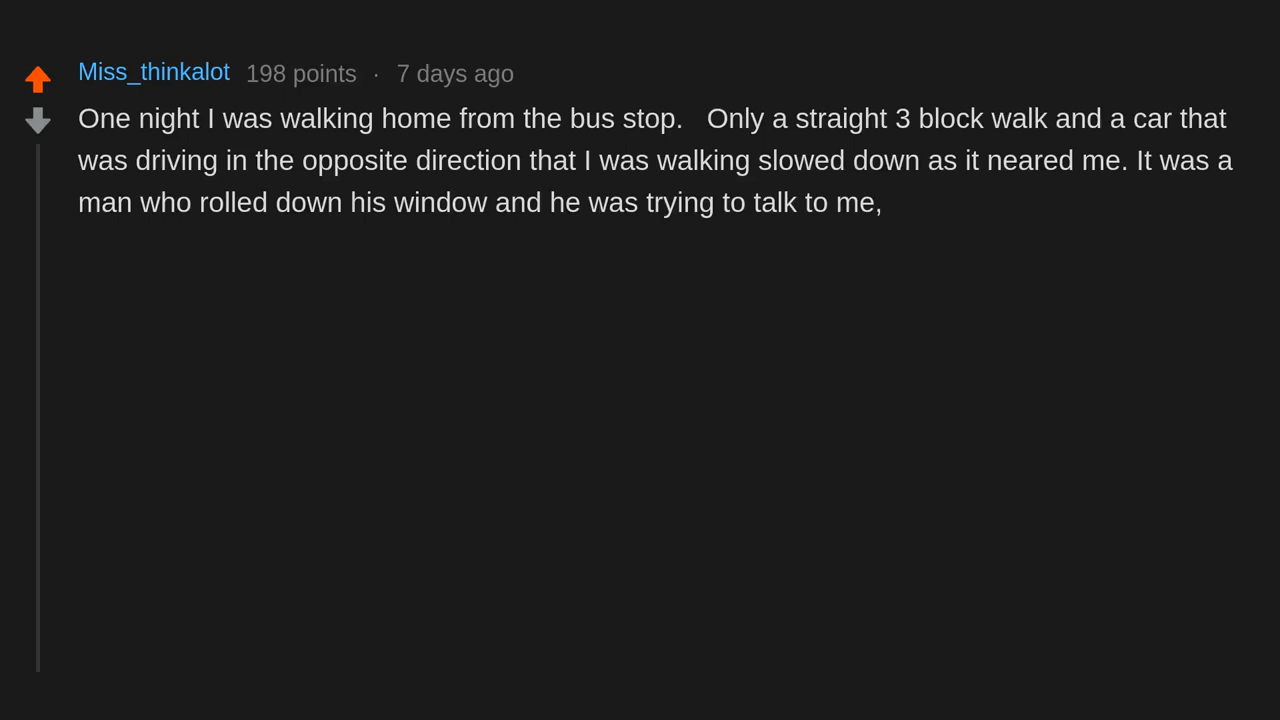 Miss_thinkalot 198 points · 7 days ago
One night I was walking home from the bus stop.   Only a straight 3 block walk and a car that
was driving in the opposite direction that I was walking slowed down as it neared me. It was a
man who rolled down his window and he was trying to talk to me,